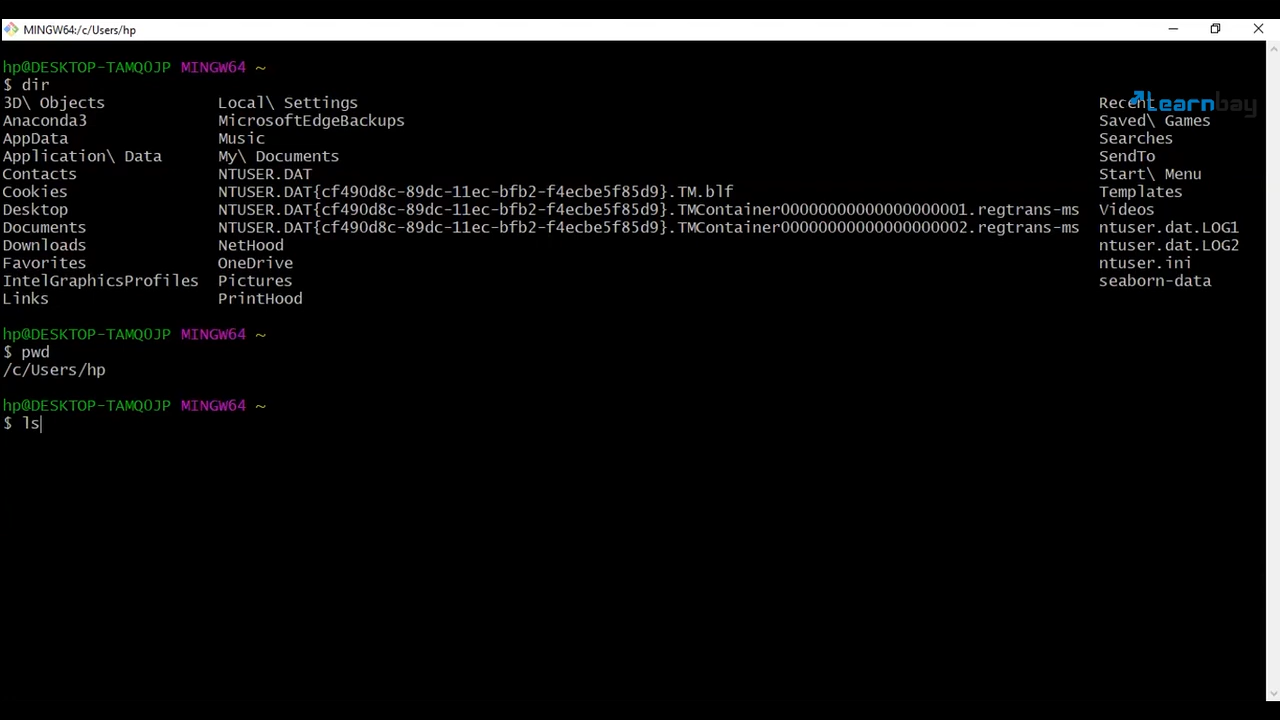 MINGW64:/c/Users/hp
hp@DESKTOP-TAMQOJP MINGW64 ~
$ dir
3D\ Objects Local\ Settings Recent
Learnbay
Anaconda3 MicrosoftEdgeBackups Saved\ Games
AppData Music Searches
Application\ Data My\ Documents SendTo
Contacts NTUSER.DAT Start\ Menu
Cookies NTUSER.DAT{cf490d8c-89dc-11ec-bfb2-f4ecbe5f85d9}.TM.blf Templates
Desktop NTUSER.DAT{cf490d8c-89dc-11ec-bfb2-f4ecbe5f85d9}.TMContainer00000000000000000001.regtrans-ms Videos
Documents NTUSER.DAT{cf490d8c-89dc-11ec-bfb2-f4ecbe5f85d9}.TMContainer00000000000000000002.regtrans-ms ntuser.dat.LOG1
Downloads NetHood ntuser.dat.LOG2
Favorites OneDrive ntuser.ini
IntelGraphicsProfiles Pictures seaborn-data
Links PrintHood
hp@DESKTOP-TAMQOJP MINGW64 ~
$ pwd
/c/Users/hp
hp@DESKTOP-TAMQOJP MINGW64 ~
$ ls